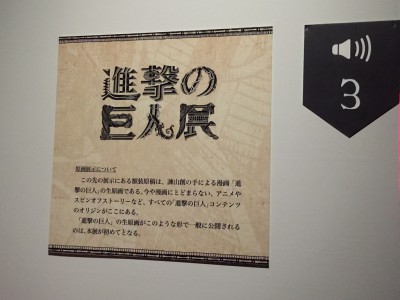 進撃の
巨人展
原画展示について
この先の展示にある額装原稿は、諫山創の手による漫画「進
撃の巨人」の生原画である。今や漫画にとどまらない、アニメや
スピンオフストーリーなど、すべての「進撃の巨人」コンテンツ
のオリジンがここにある。
「進撃の巨人」の生原画がこのような形で一般に公開される
のは、本展が初めてとなる。
3